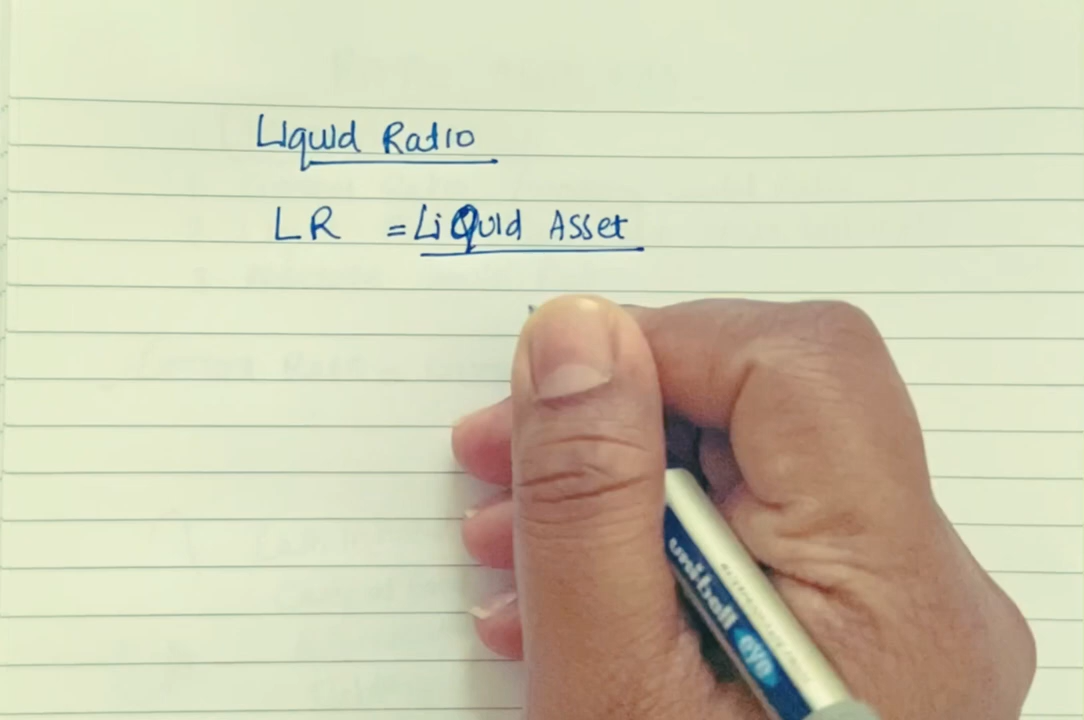 Liquid Ratio
LR = LiQuid Asset
uniball eye